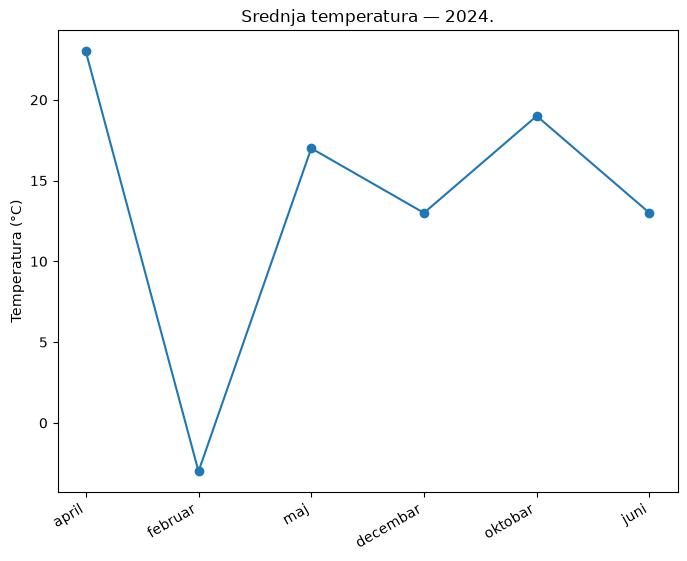 Srednja temperatura — 2024.
Temperatura (°C)
20
15
10
5
0
april
februar
maj
decembar
oktobar
juni